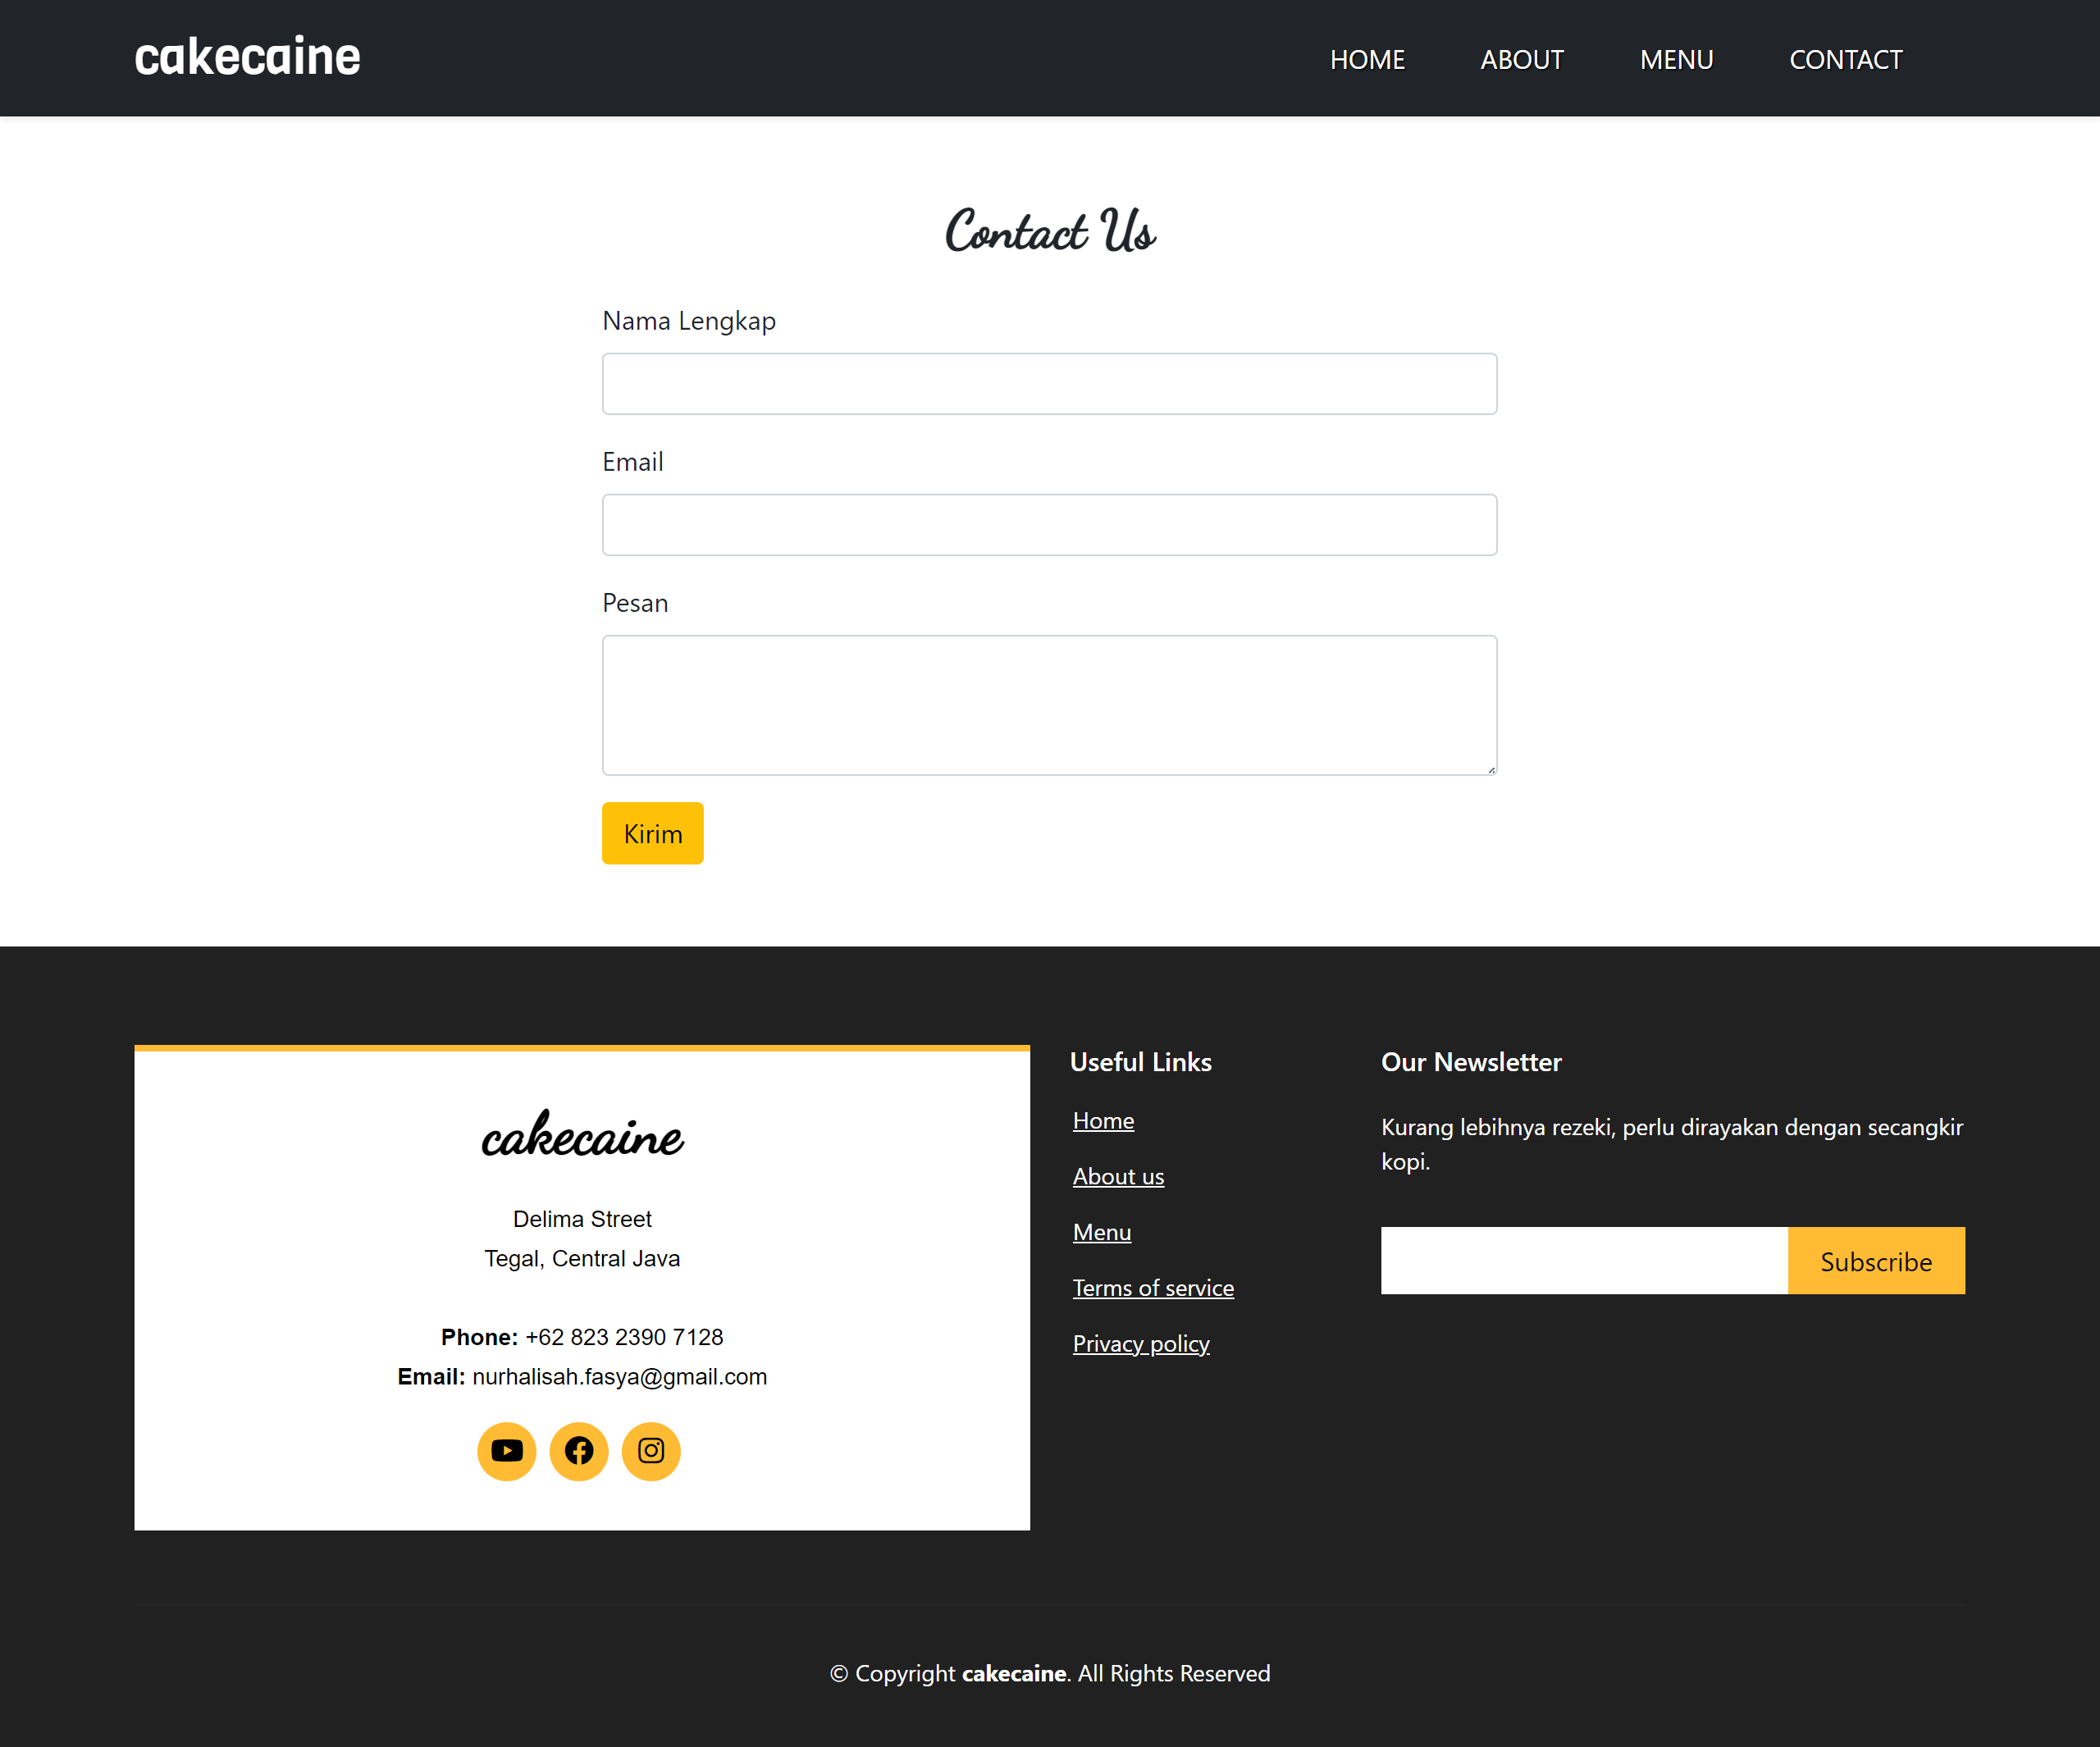 cakecaine
HOME ABOUT MENU CONTACT
Contact Us
Nama Lengkap
Email
Pesan
Kirim
cakecaine
Delima Street
Tegal, Central Java
Phone: +62 823 2390 7128
Email: nurhalisah.fasya@gmail.com
Useful Links
Home
About us
Menu
Terms of service
Privacy policy
Our Newsletter
Kurang lebihnya rezeki, perlu dirayakan dengan secangkir
kopi.
Subscribe
© Copyright cakecaine. All Rights Reserved